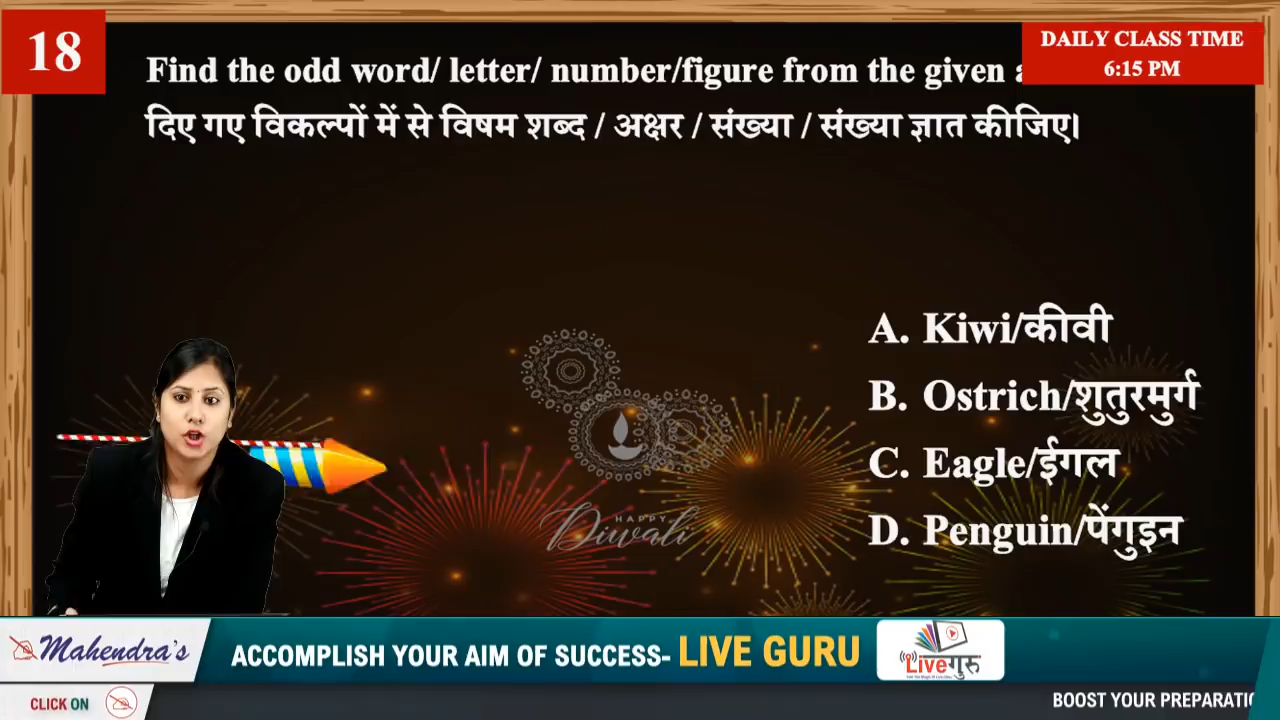 18
DAILY CLASS TIME
6:15 PM
Find the odd word/ letter/ number/figure from the given
दिए गए विकल्पों में से विषम शब्द / अक्षर / संख्या / संख्या ज्ञात कीजिए।
A. Kiwi/कीवी
B. Ostrich/शुतुरमुर्ग
C. Eagle/ईगल
D. Penguin/पेंगुइन
HAPPY
Diwali
Mahendra's
ACCOMPLISH YOUR AIM OF SUCCESS- LIVE GURU
Live गुरु
CLICK ON
BOOST YOUR PREPARATIO